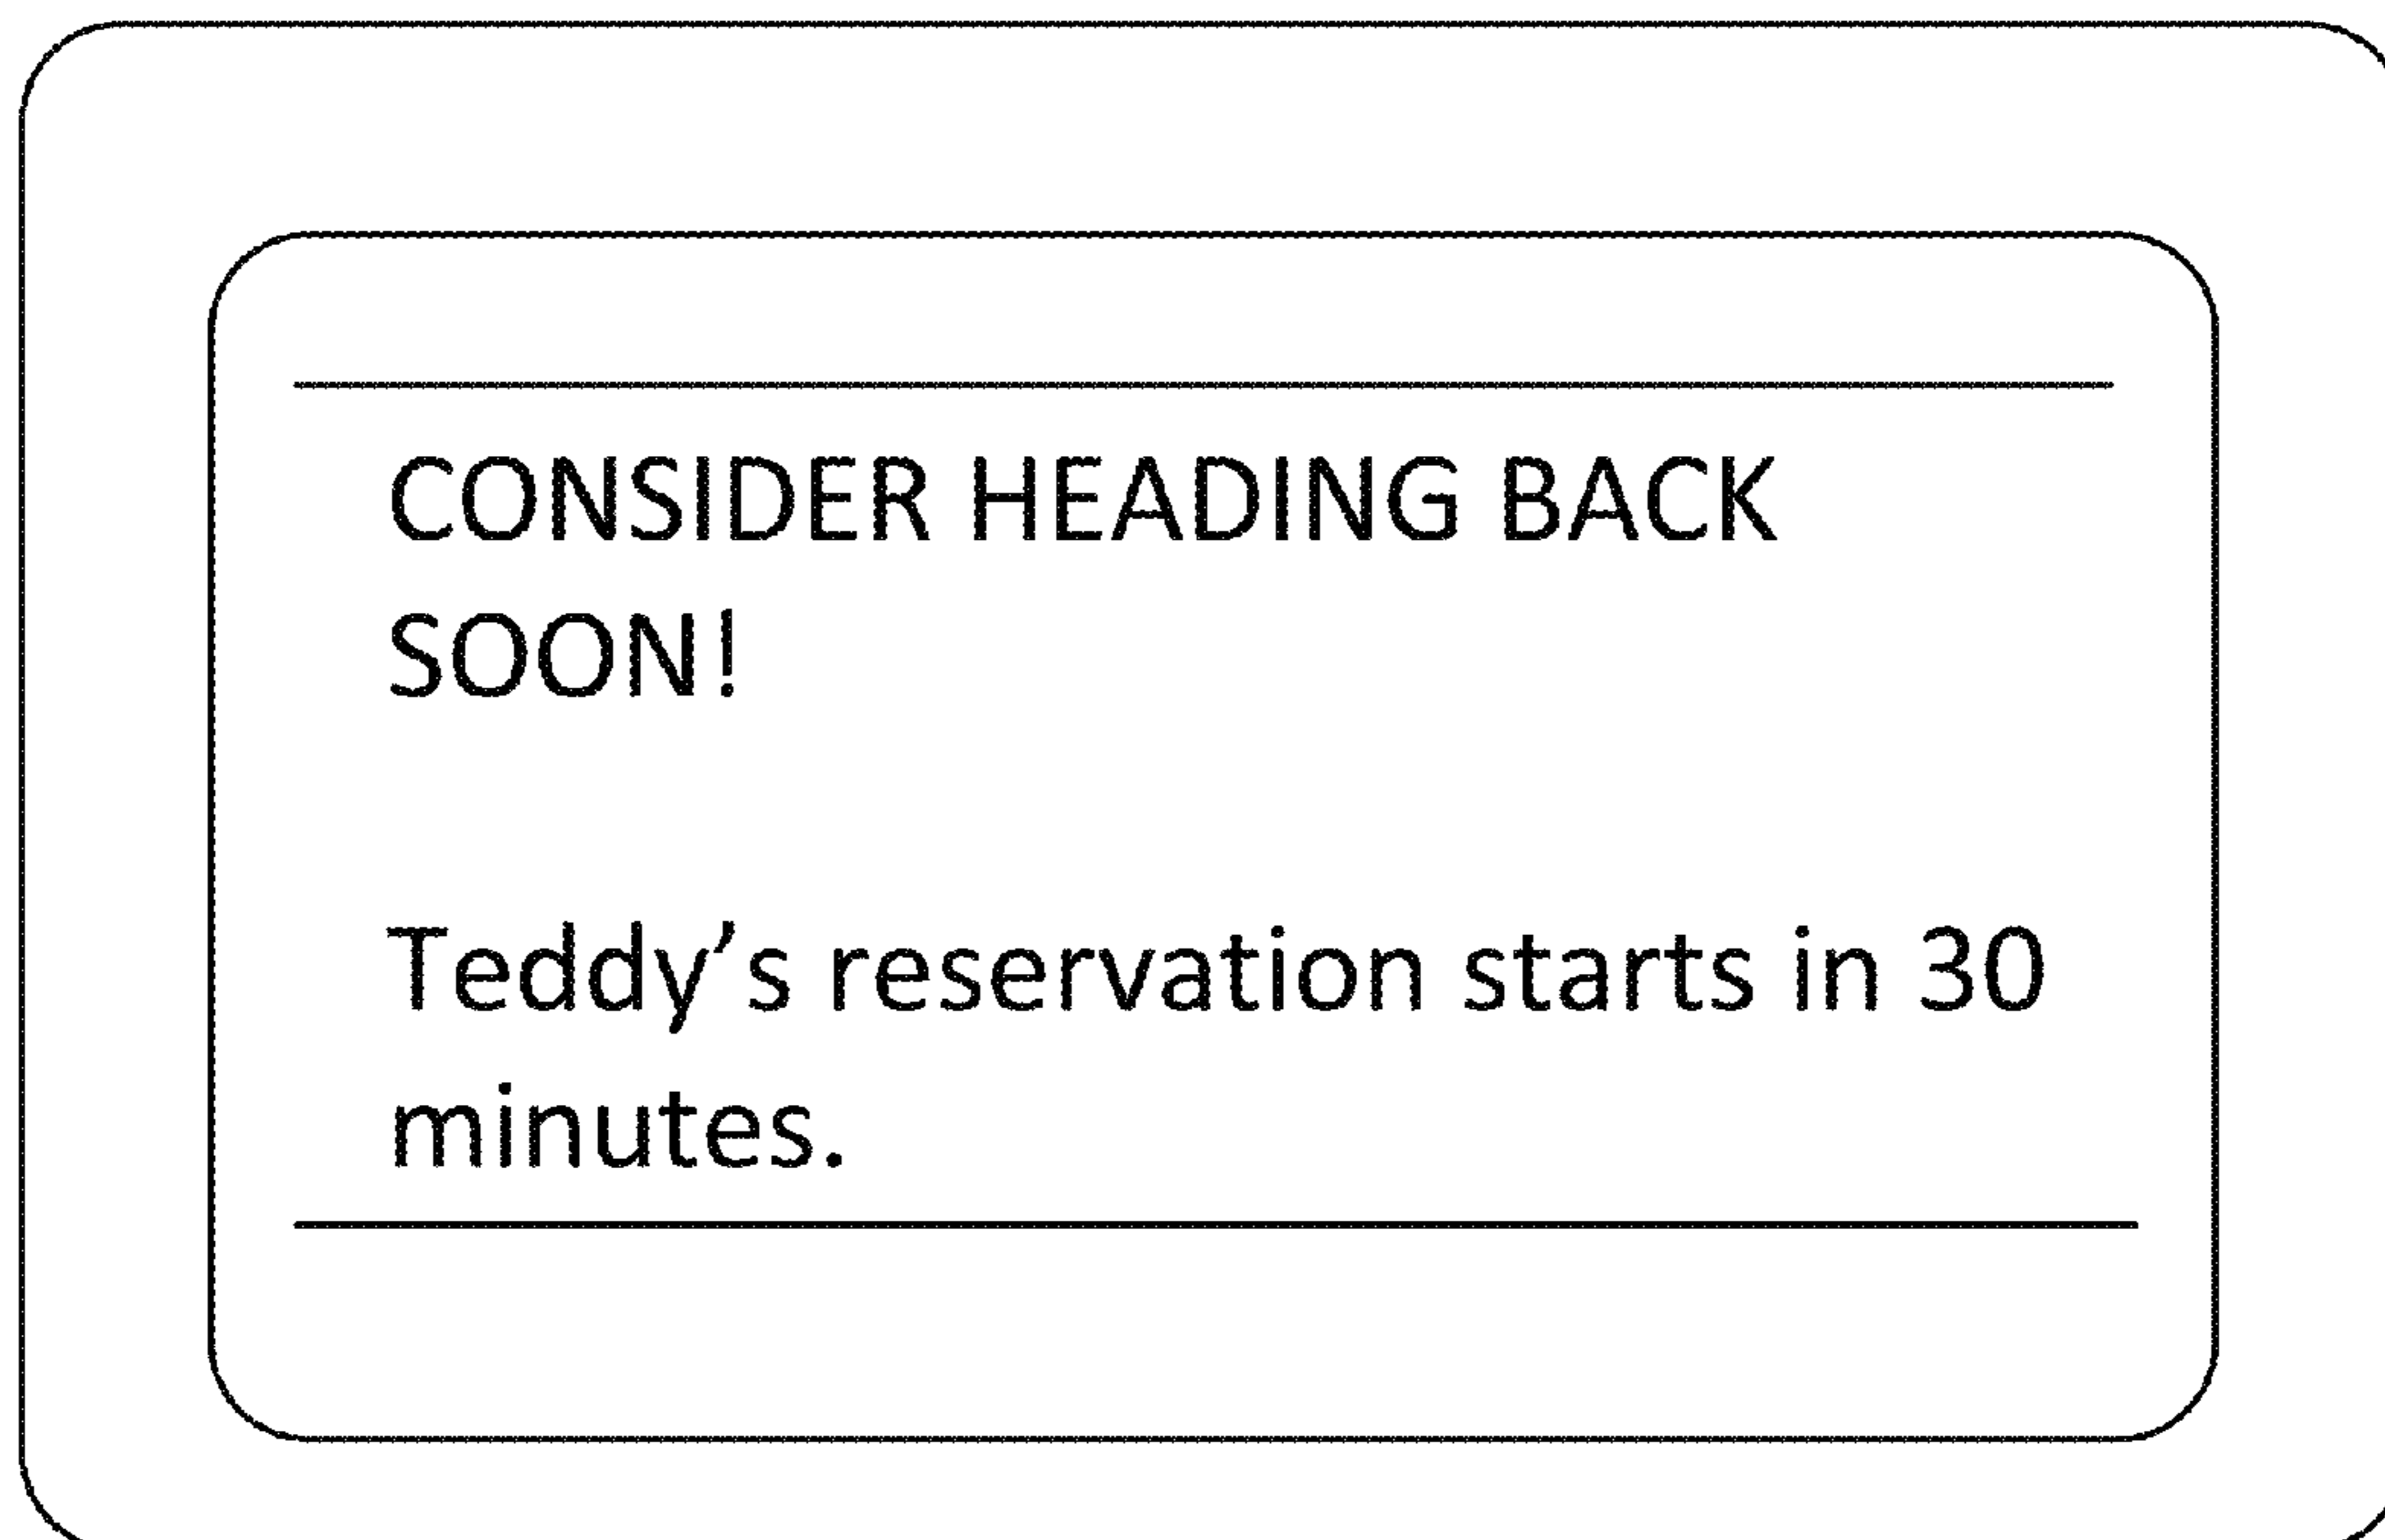 CONSIDER HEADING BACK
SOON!
Teddy’s reservation starts in 30
minutes.